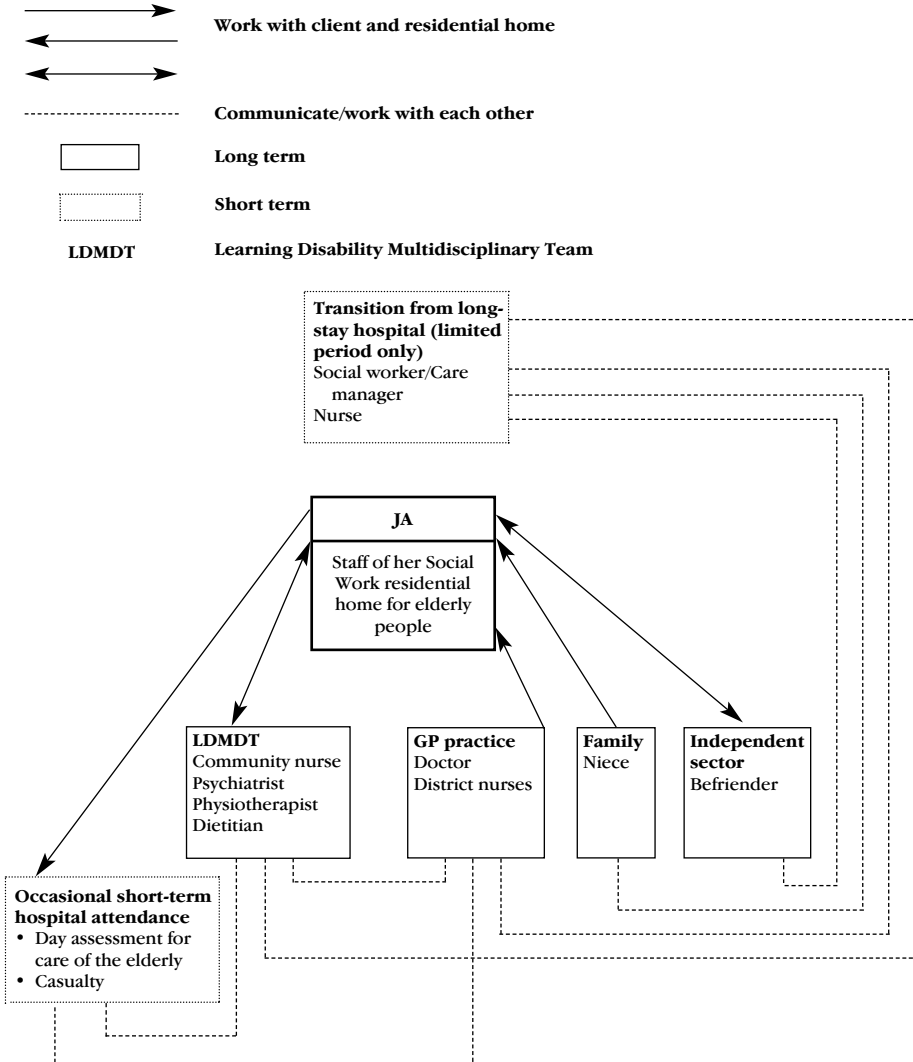 Work with client and residential home
Communicate/work with each other
Long term
Short term
LDMDT Learning Disability Multidisciplinary Team
Transition from long-
stay hospital (limited
period only)
Social worker/Care
manager
Nurse
JA
Staff of her Social
Work residential
home for elderly
people
LDMDT
Community nurse
Psychiatrist
Physiotherapist
Dietitian
GP practice
Doctor
District nurses
Family
Niece
Independent
sector
Befriender
Occasional short-term
hospital attendance
• Day assessment for
care of the elderly
• Casualty